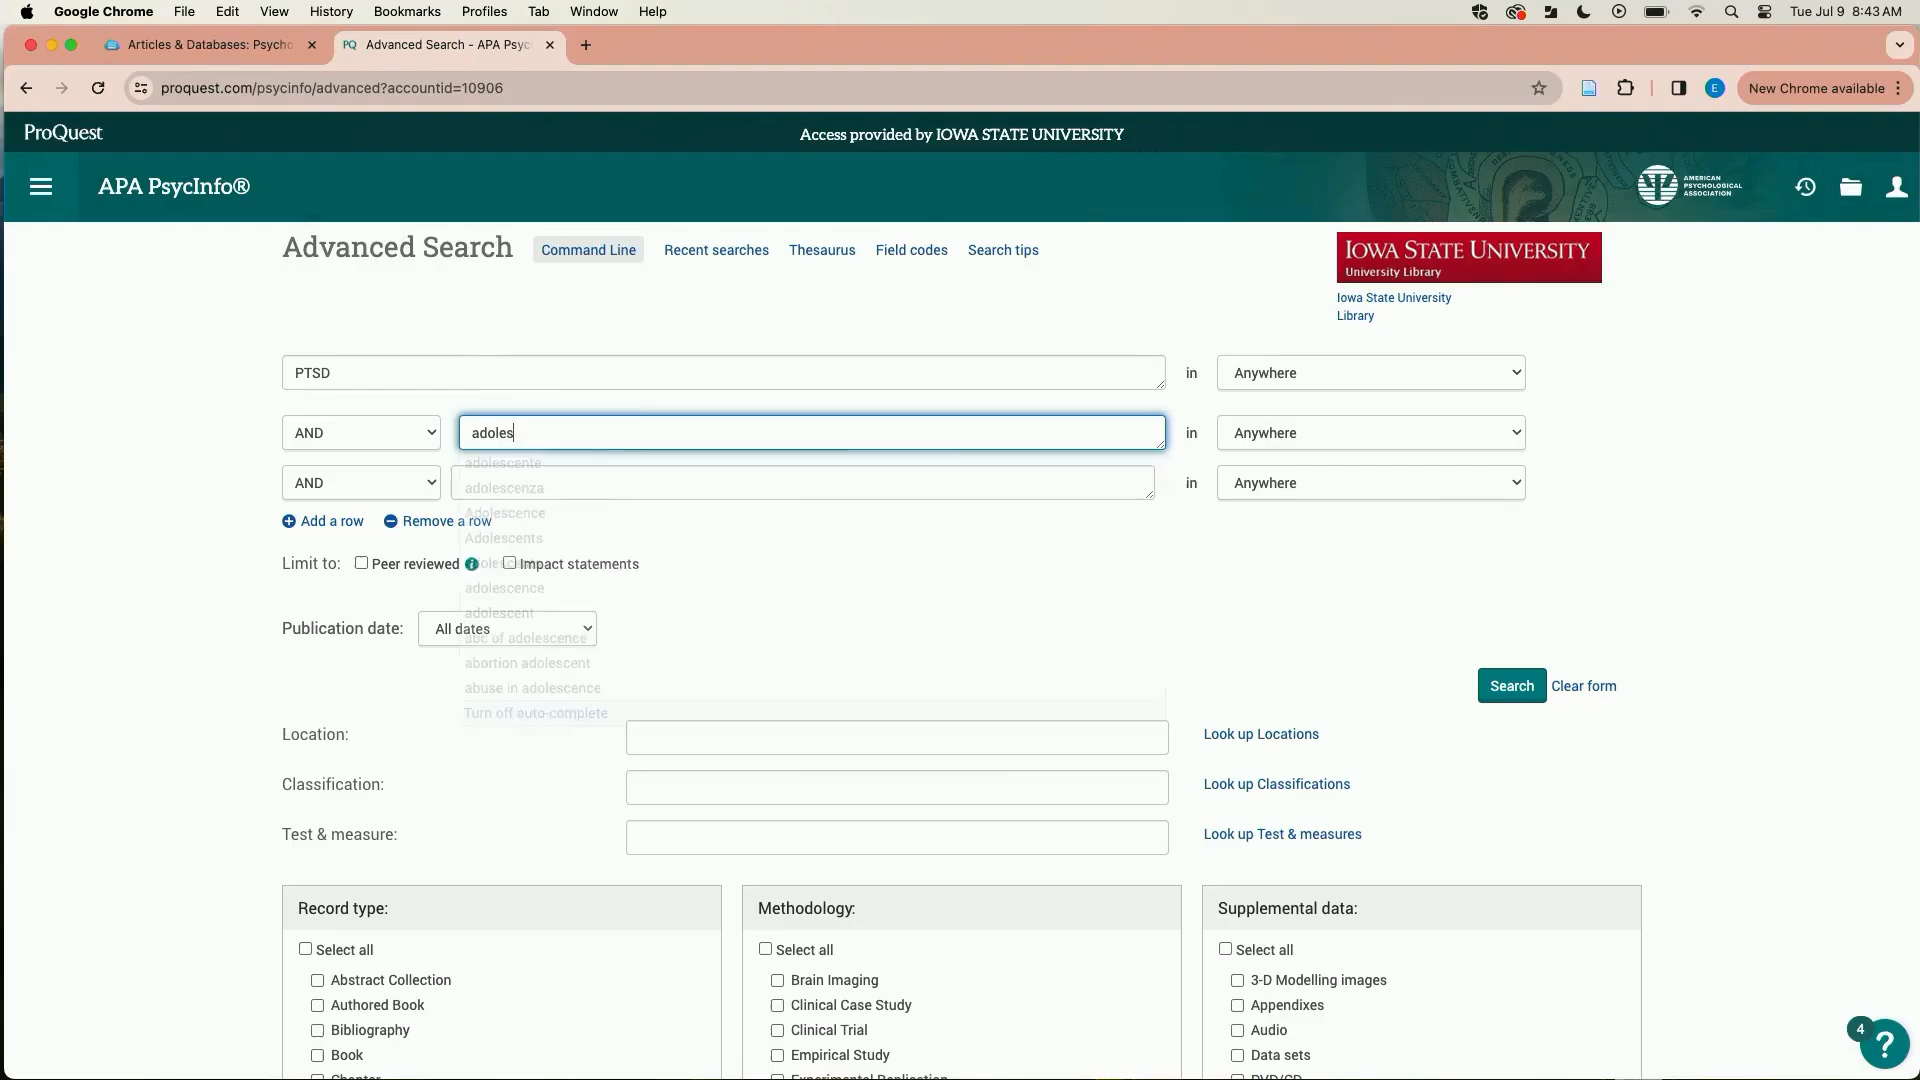 Google Chrome File Edit View History Bookmarks Profiles Tab Window Help Tue Jul 9 8:43 AM
Articles & Databases: Psycho Advanced Search - APA Psyc
proquest.com/psycinfo/advanced?accountid=10906 E New Chrome available
ProQuest Access provided by IOWA STATE UNIVERSITY
APA PsycInfo® AMERICAN
PSYCHOLOGICAL
ASSOCIATION
Advanced Search Command Line Recent searches Thesaurus Field codes Search tips
IOWA STATE UNIVERSITY
University Library
Iowa State University
Library
PTSD in Anywhere
AND adoles in Anywhere
adolescente
AND in Anywhere
adolescenza
Adolescence
Add a row Remove a row
Adolescents
Limit to: Peer reviewed Impact statements
adolescence
adolescent
Publication date: All dates
abc of adolescence
abortion adolescent
abuse in adolescence
Search Clear form
Turn off auto-complete
Location: Look up Locations
Classification: Look up Classifications
Test & measure: Look up Test & measures
Record type:
Select all
Abstract Collection
Authored Book
Bibliography
Book
Chapter
Methodology:
Select all
Brain Imaging
Clinical Case Study
Clinical Trial
Empirical Study
Experimental Replication
Supplemental data:
Select all
3-D Modelling images
Appendixes
Audio
Data sets
DVD/CD
4 ?